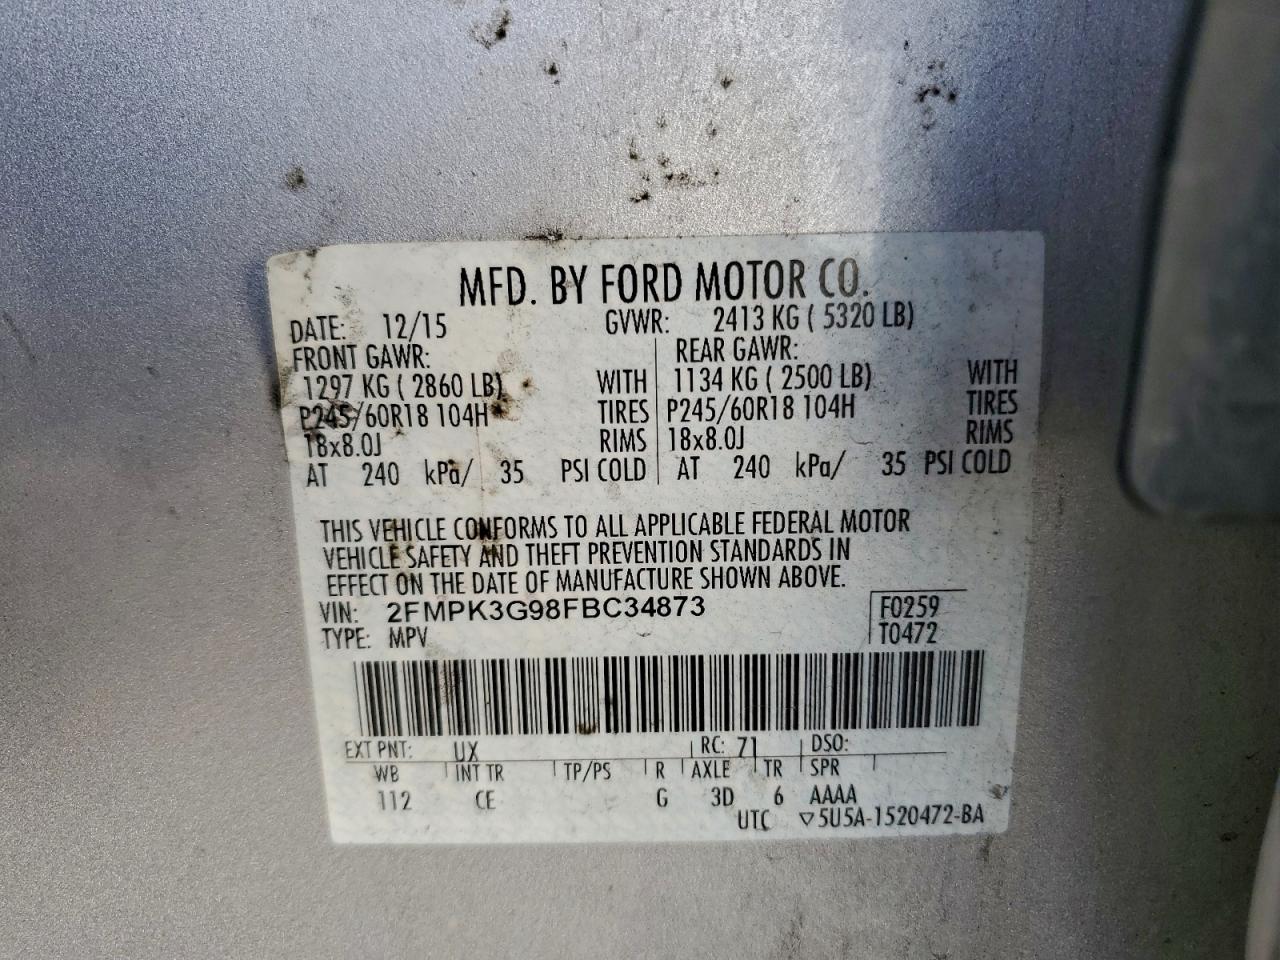 MFD. BY FORD MOTOR CO.
DATE: 12/15 GVWR: 2413 KG ( 5320 LB)
FRONT GAWR: REAR GAWR:
1297 KG ( 2860 LB) WITH 1134 KG ( 2500 LB) WITH
P245/60R18 104H TIRES P245/60R18 104H TIRES
18x8.0J RIMS 18x8.0J RIMS
AT 240 kPa/ 35 PSI COLD AT 240 kPa/ 35 PSI COLD
THIS VEHICLE CONFORMS TO ALL APPLICABLE FEDERAL MOTOR
VEHICLE SAFETY AND THEFT PREVENTION STANDARDS IN
EFFECT ON THE DATE OF MANUFACTURE SHOWN ABOVE.
VIN: 2FMPK3G98FBC34873 F0259
TYPE: MPV T0472
EXT PNT: UX RC: 71 DSO:
WB INT TR TP/PS R AXLE TR SPR
112 CE G 3D 6 AAAA
UTC ▽5U5A-1520472-BA